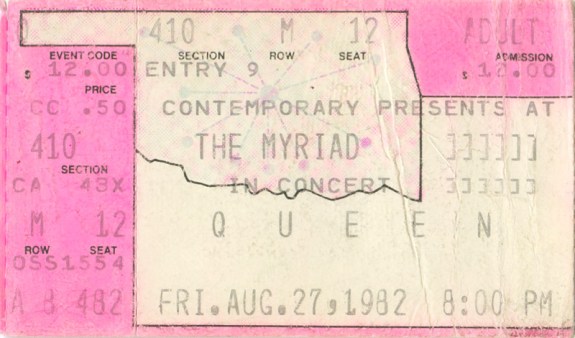 410 M 12 ADULT
EVENT CODE SECTION ROW SEAT ADMISSION
$ 12.00 ENTRY 9 $ 12.00
PRICE
CC .50 CONTEMPORARY PRESENTS AT
410 THE MYRIAD
SECTION
CA 43X IN CONCERT
M 12 Q U E E N
ROW SEAT
OSS1554
A 8 482 FRI.AUG.27,1982 8:00 PM